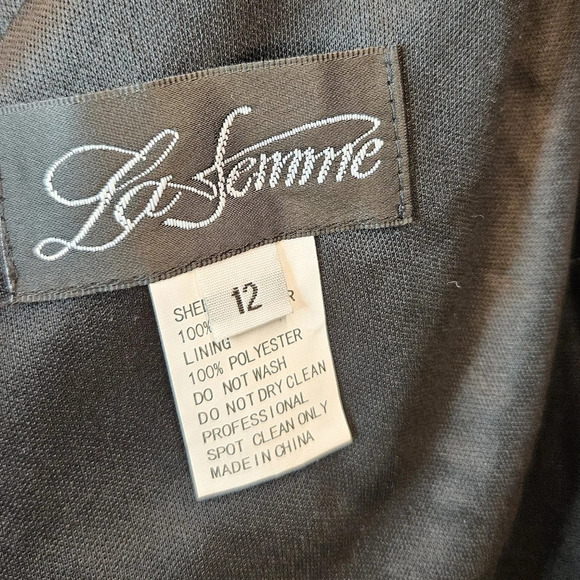 La Femme
12
SHE R
100%
LINING
100% POLYESTER
DO NOT WASH
DO NOT DRY CLEAN
PROFESSIONAL
SPOT CLEAN ONLY
MADE IN CHINA